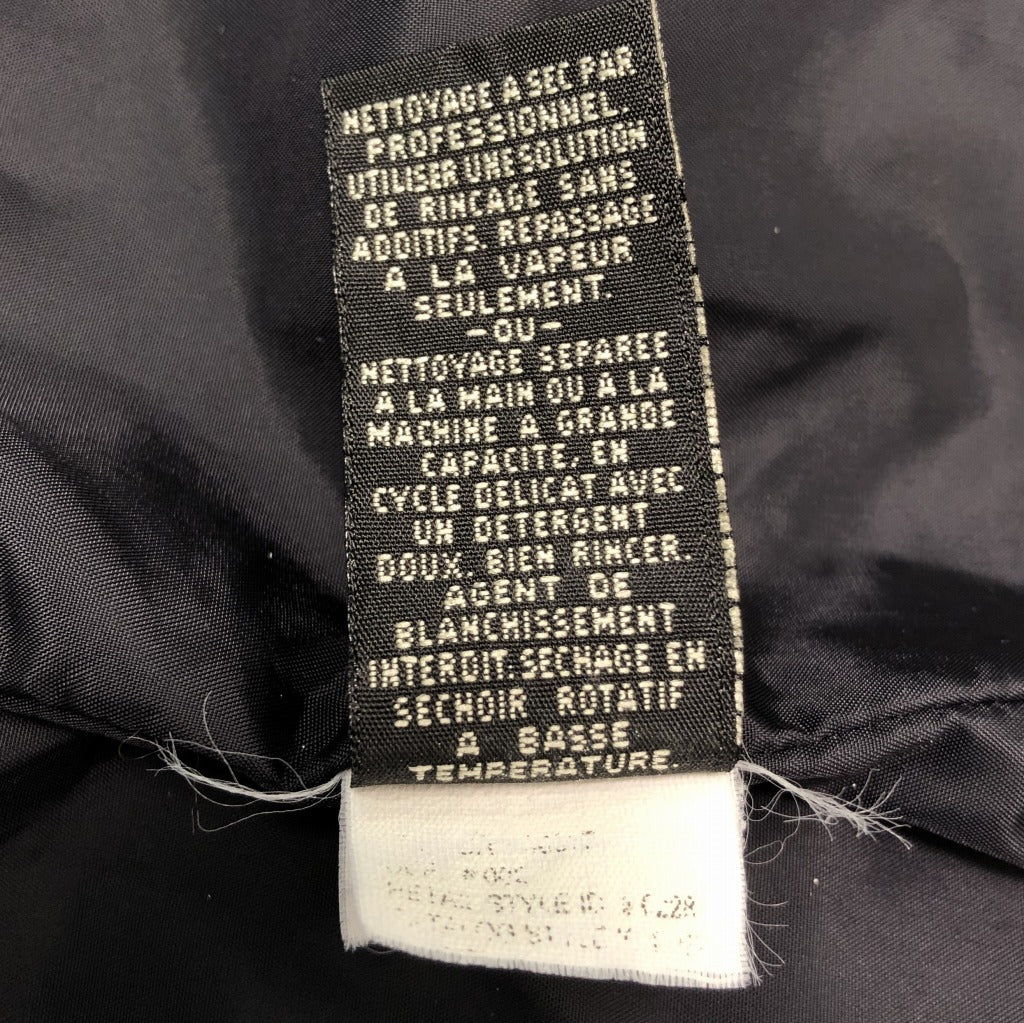 NETTOYAGE A SEC PAR
PROFESSIONNEL.
UTILISER UNE SOLUTION
DE RINCAGE SANS
ADDITIFS. REPASSAGE
A LA VAPEUR
SEULEMENT.
-OU-
NETTOYAGE SEPAREE
A LA MAIN OU A LA
MACHINE A GRANDE
CAPACITE. EN
CYCLE DELICAT AVEC
UN DETERGENT
DOUX. BIEN RINCER.
AGENT DE
BLANCHISSEMENT
INTERDIT. SECHAGE EN
SECHOIR ROTATIF
A BASSE
TEMPERATURE.
STYLE ID